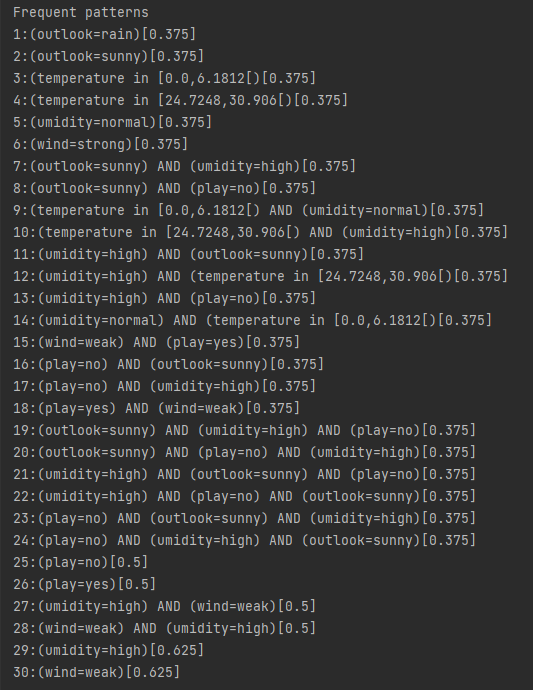 Frequent patterns
1:(outlook=rain)[0.375]
2:(outlook=sunny)[0.375]
3:(temperature in [0.0,6.1812[)[0.375]
4:(temperature in [24.7248,30.906[)[0.375]
5:(umidity=normal)[0.375]
6:(wind=strong)[0.375]
7:(outlook=sunny) AND (umidity=high)[0.375]
8:(outlook=sunny) AND (play=no)[0.375]
9:(temperature in [0.0,6.1812[) AND (umidity=normal)[0.375]
10:(temperature in [24.7248,30.906[) AND (umidity=high)[0.375]
11:(umidity=high) AND (outlook=sunny)[0.375]
12:(umidity=high) AND (temperature in [24.7248,30.906[)[0.375]
13:(umidity=high) AND (play=no)[0.375]
14:(umidity=normal) AND (temperature in [0.0,6.1812[)[0.375]
15:(wind=weak) AND (play=yes)[0.375]
16:(play=no) AND (outlook=sunny)[0.375]
17:(play=no) AND (umidity=high)[0.375]
18:(play=yes) AND (wind=weak)[0.375]
19:(outlook=sunny) AND (umidity=high) AND (play=no)[0.375]
20:(outlook=sunny) AND (play=no) AND (umidity=high)[0.375]
21:(umidity=high) AND (outlook=sunny) AND (play=no)[0.375]
22:(umidity=high) AND (play=no) AND (outlook=sunny)[0.375]
23:(play=no) AND (outlook=sunny) AND (umidity=high)[0.375]
24:(play=no) AND (umidity=high) AND (outlook=sunny)[0.375]
25:(play=no)[0.5]
26:(play=yes)[0.5]
27:(umidity=high) AND (wind=weak)[0.5]
28:(wind=weak) AND (umidity=high)[0.5]
29:(umidity=high)[0.625]
30:(wind=weak)[0.625]